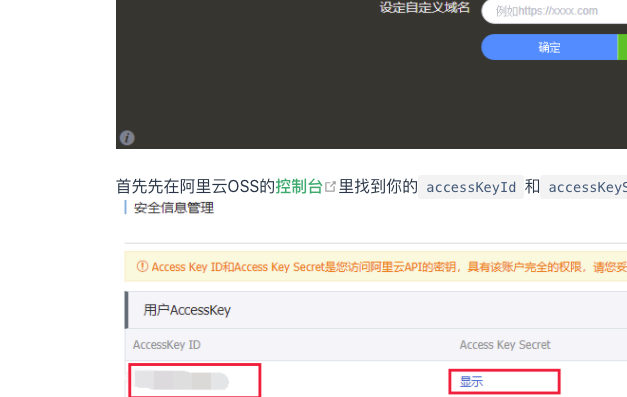 设定自定义域名
例如https://xxxx.com
确定
首先先在阿里云OSS的控制台里找到你的 accessKeyId 和 accessKeyS
安全信息管理
Access Key ID和Access Key Secret是您访问阿里云API的密钥，具有该账户完全的权限，请您妥
用户AccessKey
AccessKey ID
Access Key Secret
显示